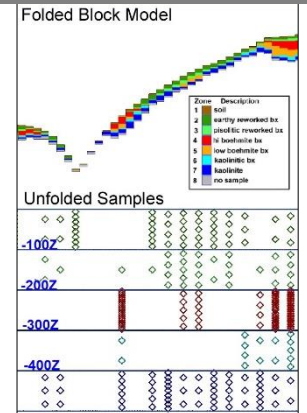 Folded Block Model
Zone Description
1 soil
2 earthy reworked bx
3 pisolitic reworked bx
4 hi boehmite bx
5 low boehmite bx
6 kaolinitic bx
7 kaolinite
8 no sample
Unfolded Samples
-100Z
-200Z
-300Z
-400Z